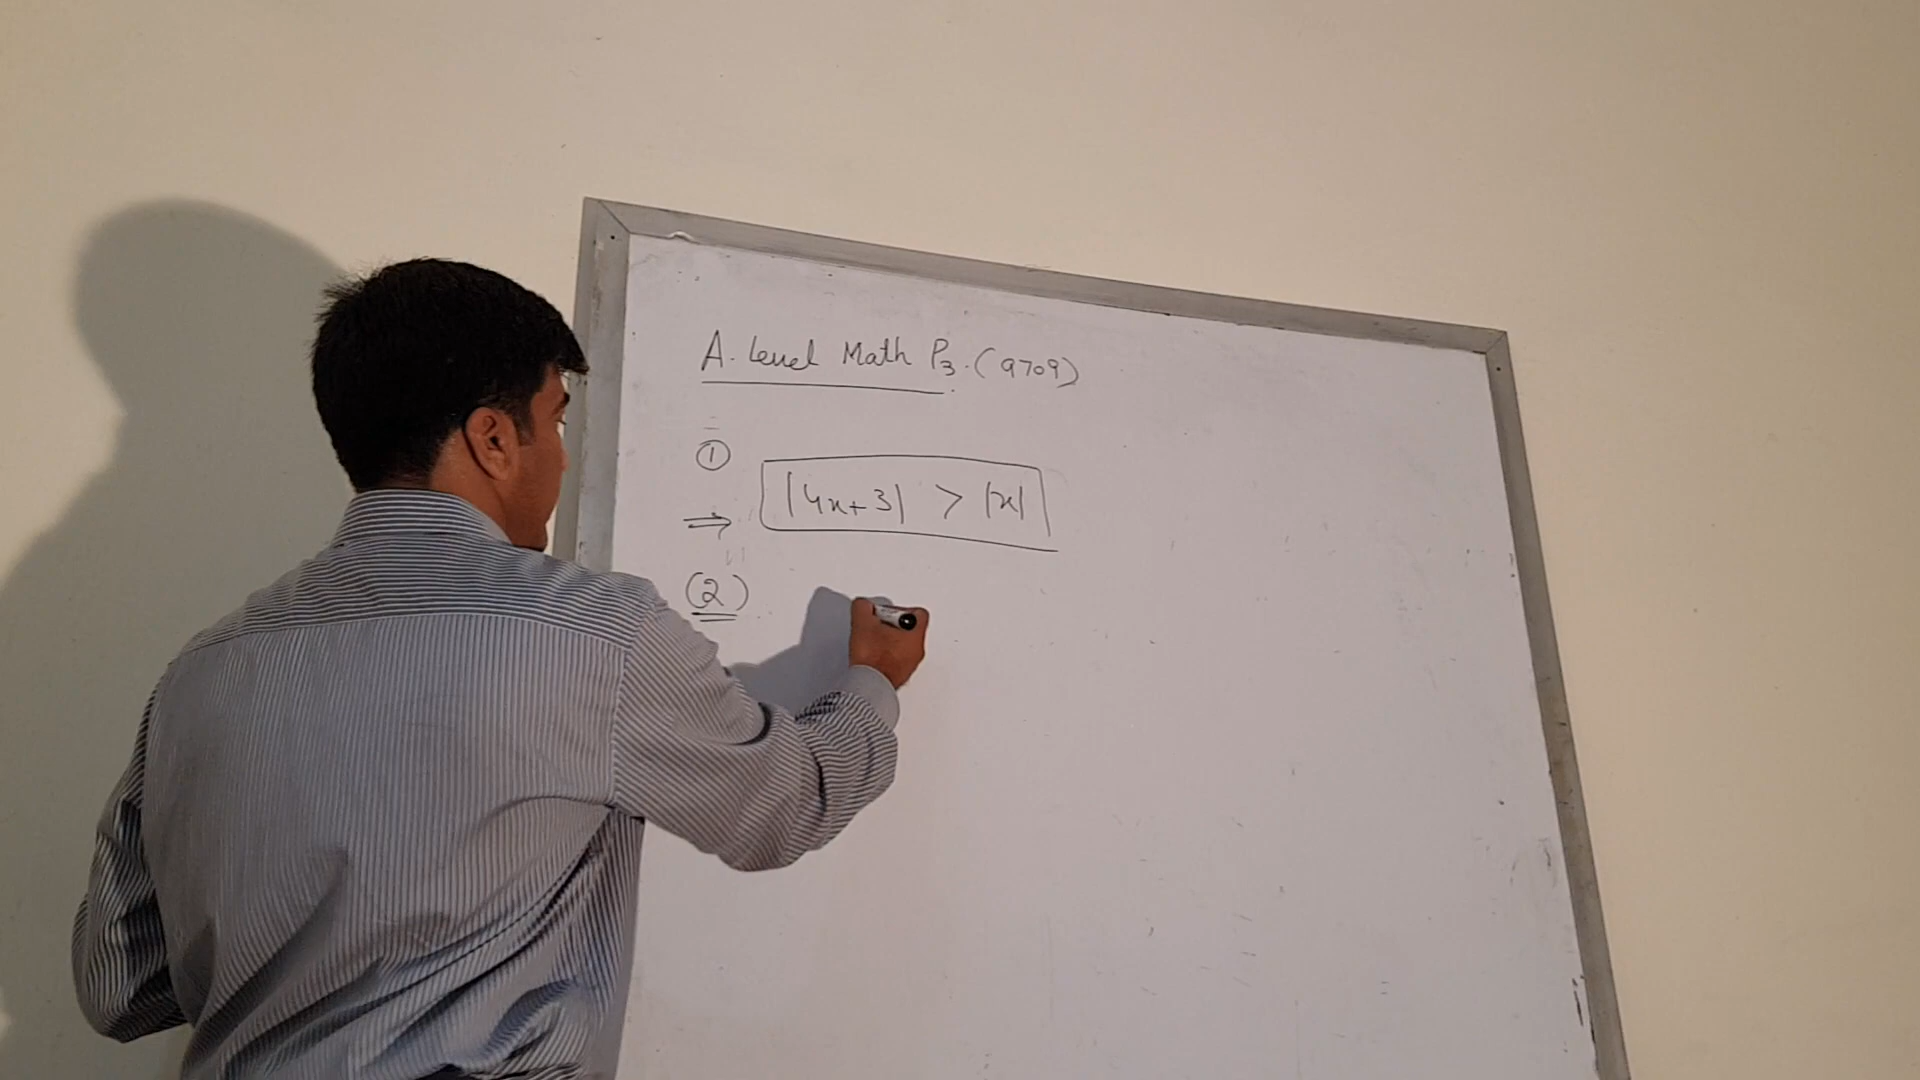 A. Level Math P3. (9709)
①
|4x+3| > |x|
⇒
(2)